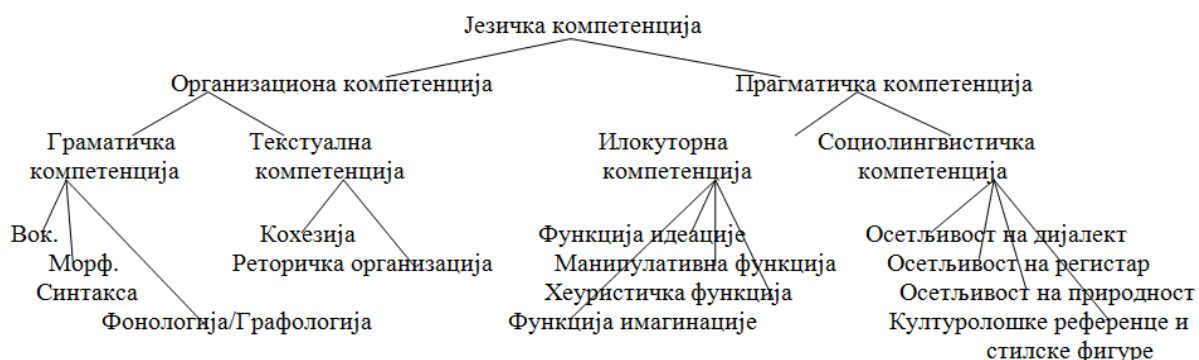 Језичка компетенција
Организациона компетенција Прагматичка компетенција
Граматичка Текстуална Илокуторна Социолингвистичка
компетенција компетенција компетенција компетенција
Вок. Кохезија Функција идеације Осетљивост на дијалект
Морф. Реторичка организација Манипулативна функција Осетљивост на регистар
Синтакса Хеуристичка функција Осетљивост на природност
Фонологија/Графологија Функција имагинације Културолошке референце и
стилске фигуре